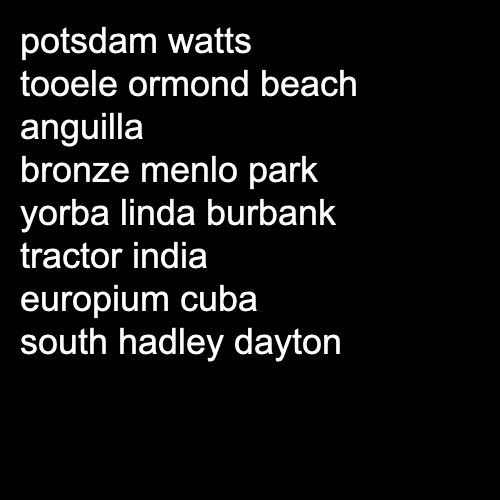 potsdam watts
tooele ormond beach
anguilla
bronze menlo park
yorba linda burbank
tractor india
europium cuba
south hadley dayton